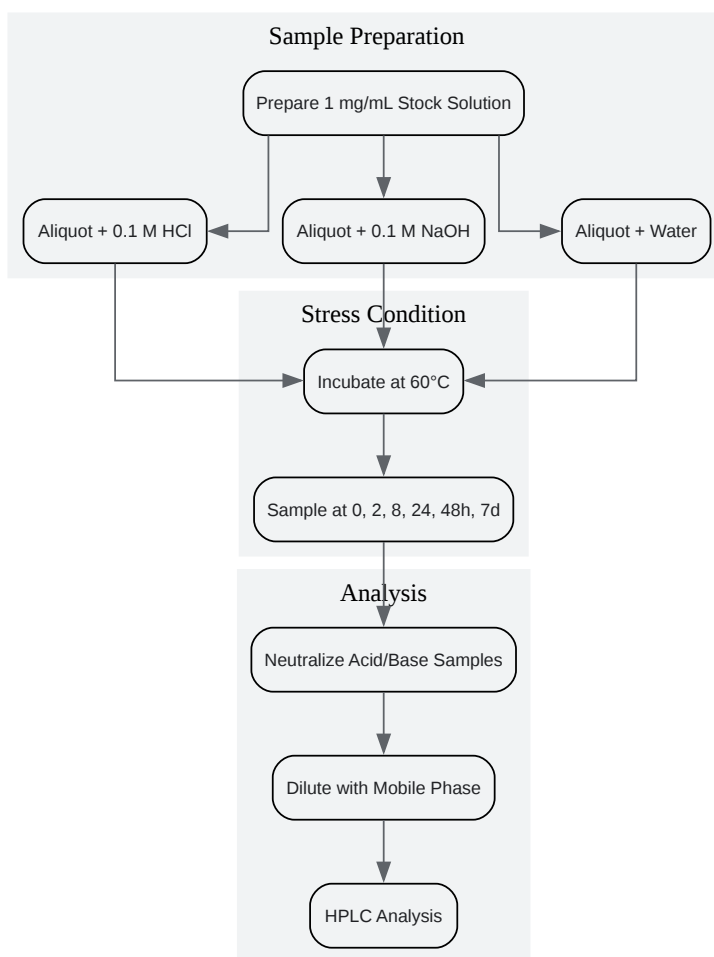 Sample Preparation
Prepare 1 mg/mL Stock Solution
Aliquot + 0.1 M HCl
Aliquot + 0.1 M NaOH
Aliquot + Water
Stress Condition
Incubate at 60°C
Sample at 0, 2, 8, 24, 48h, 7d
Analysis
Neutralize Acid/Base Samples
Dilute with Mobile Phase
HPLC Analysis